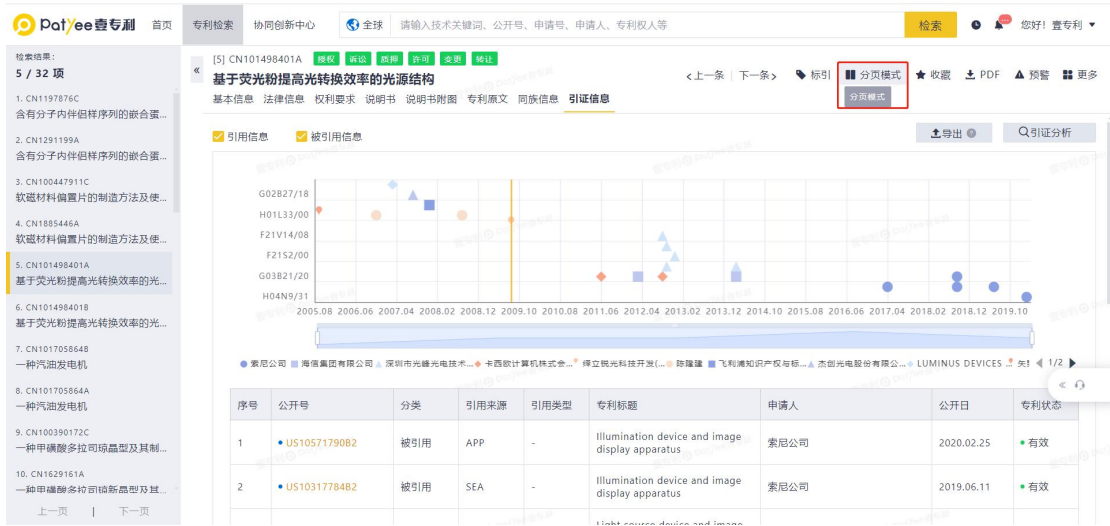 Patyee壹专利 首页 专利检索 协同创新中心 全球 请输入技术关键词、公开号、申请号、申请人、专利权人等 检索 您好！壹专利
检索结果：
5 / 32 项
1. CN1197876C
含有分子内伴侣样序列的嵌合蛋...
2. CN1291199A
含有分子内伴侣样序列的嵌合蛋...
3. CN100447911C
软磁材料偏置片的制造方法及使...
4. CN1885446A
软磁材料偏置片的制造方法及使...
5. CN101498401A
基于荧光粉提高光转换效率的光...
6. CN101498401B
基于荧光粉提高光转换效率的光...
7. CN101705864B
一种汽油发电机
8. CN101705864A
一种汽油发电机
9. CN100390172C
一种甲磺酸多拉司琼晶型及其制...
10. CN1629161A
一种甲磺酸多拉司琼新晶型及其...
上一页 | 下一页
«
[5] CN101498401A 授权 诉讼 质押 许可 变更 转让
基于荧光粉提高光转换效率的光源结构
<上一条 | 下一条> 标引 分页模式 收藏 PDF 预警 更多
分页模式
基本信息 法律信息 权利要求 说明书 说明书附图 专利原文 同族信息 引证信息
引用信息 被引用信息 导出 引证分析
G02B27/18
H01L33/00
F21V14/08
F21S2/00
G03B21/20
H04N9/31
2005.08 2006.06 2007.04 2008.02 2008.12 2009.10 2010.08 2011.06 2012.04 2013.02 2013.12 2014.10 2015.08 2016.06 2017.04 2018.02 2018.12 2019.10
索尼公司 海信集团有限公司 深圳市光峰光电技术... 卡西欧计算机株式会... 绎立锐光科技开发(... 陈隆建 飞利浦知识产权与标... 杰创光电股份有限公... LUMINUS DEVICES ... 1/2
«
序号 公开号 分类 引用来源 引用类型 专利标题 申请人 公开日 专利状态
1 US10571790B2 被引用 APP - Illumination device and image display apparatus 索尼公司 2020.02.25 有效
2 US10317784B2 被引用 SEA - Illumination device and image display apparatus 索尼公司 2019.06.11 有效
Light source device and image